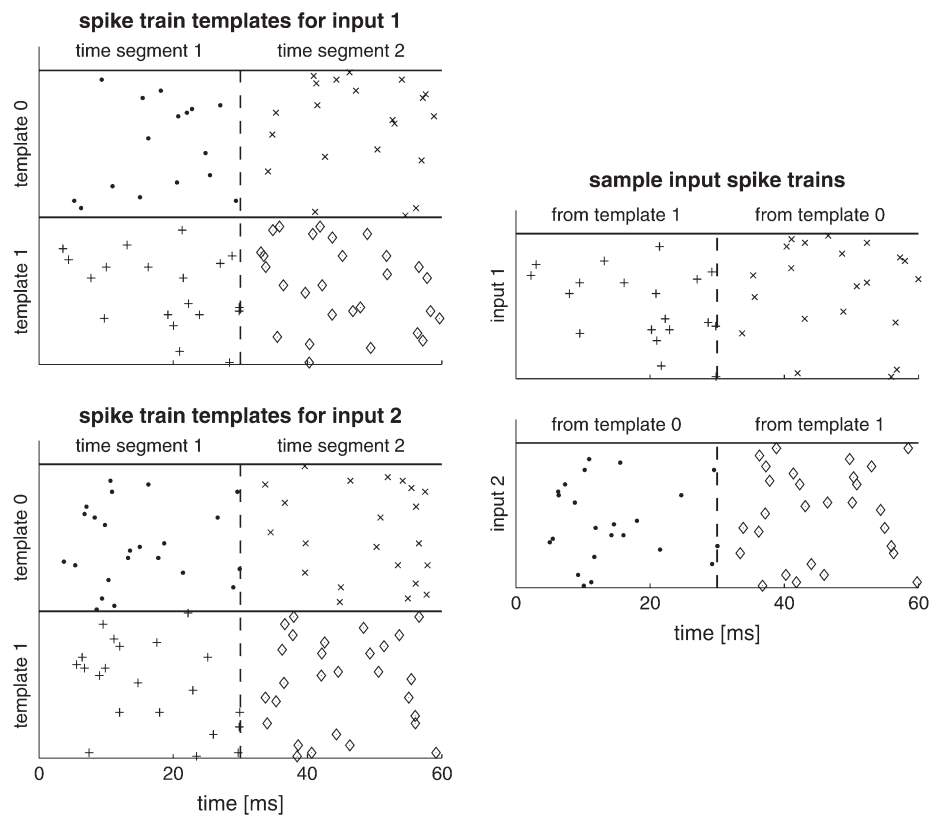 spike train templates for input 1
time segment 1 time segment 2
template 0
template 1
spike train templates for input 2
time segment 1 time segment 2
template 0
template 1
0 20 40 60
time [ms]
sample input spike trains
from template 1 from template 0
input 1
from template 0 from template 1
input 2
0 20 40 60
time [ms]